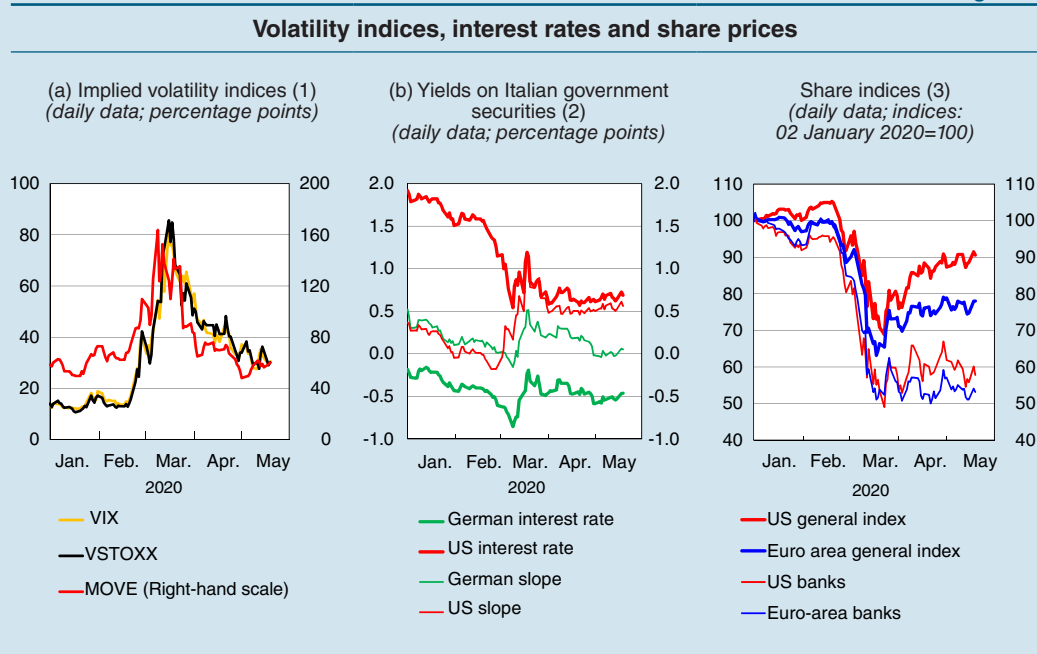 Volatility indices, interest rates and share prices
(a) Implied volatility indices (1)
(daily data; percentage points)
100
80
60
40
20
0
200
160
120
80
40
0
Jan. Feb. Mar. Apr. May
2020
VIX
VSTOXX
MOVE (Right-hand scale)
(b) Yields on Italian government
securities (2)
(daily data; percentage points)
2.0
1.5
1.0
0.5
0.0
-0.5
-1.0
2.0
1.5
1.0
0.5
0.0
-0.5
-1.0
Jan. Feb. Mar. Apr. May
2020
German interest rate
US interest rate
German slope
US slope
Share indices (3)
(daily data; indices:
02 January 2020=100)
110
100
90
80
70
60
50
40
110
100
90
80
70
60
50
40
Jan. Feb. Mar. Apr. May
2020
US general index
Euro area general index
US banks
Euro-area banks